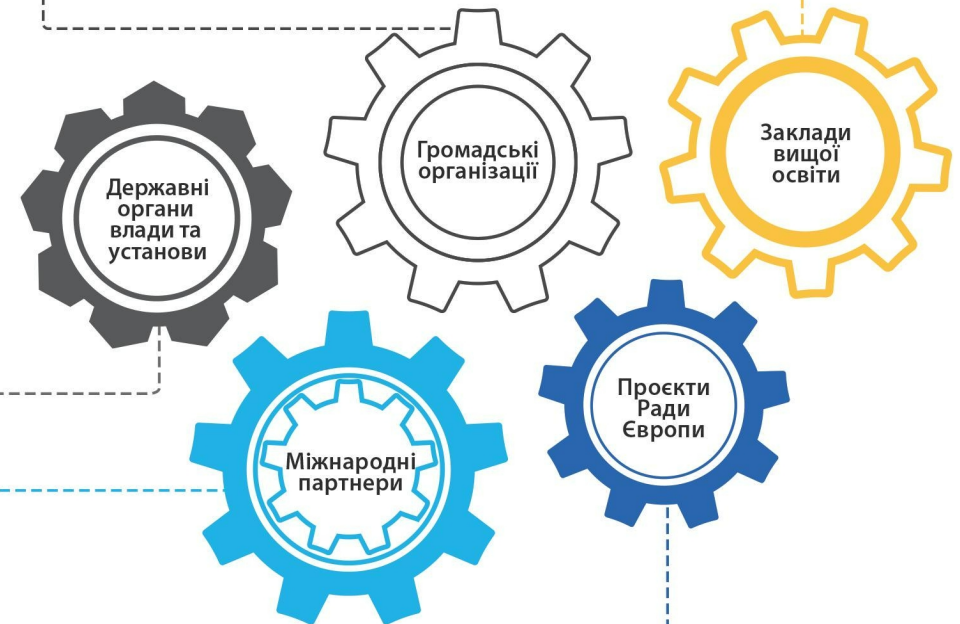 Державні
органи
влади та
установи
Громадські
організації
Заклади
вищої
освіти
Міжнародні
партнери
Проєкти
Ради
Європи